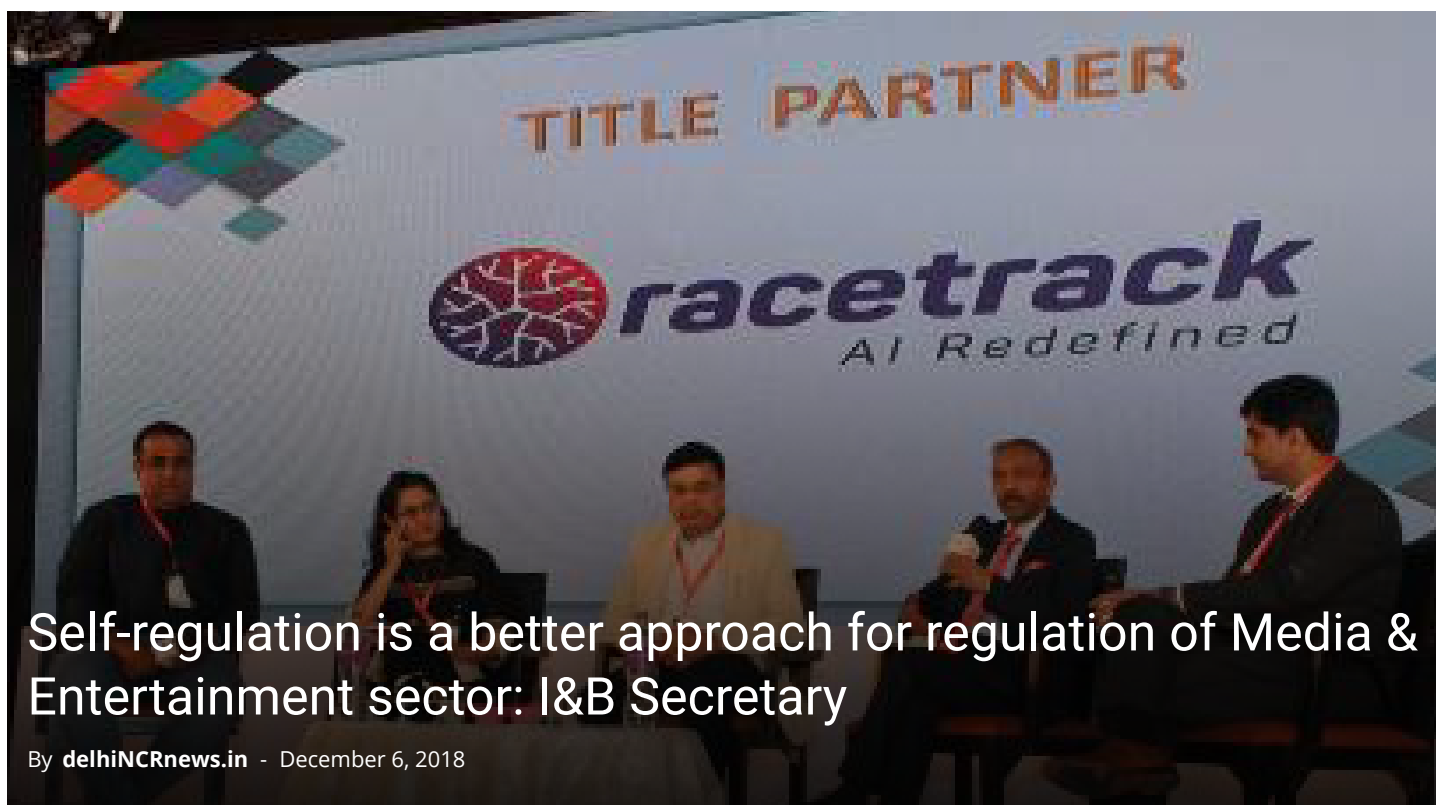 TITLE PARTNER
racetrack
AI Redefined
Self-regulation is a better approach for regulation of Media &
Entertainment sector: I&B Secretary
By delhiNCRnews.in - December 6, 2018